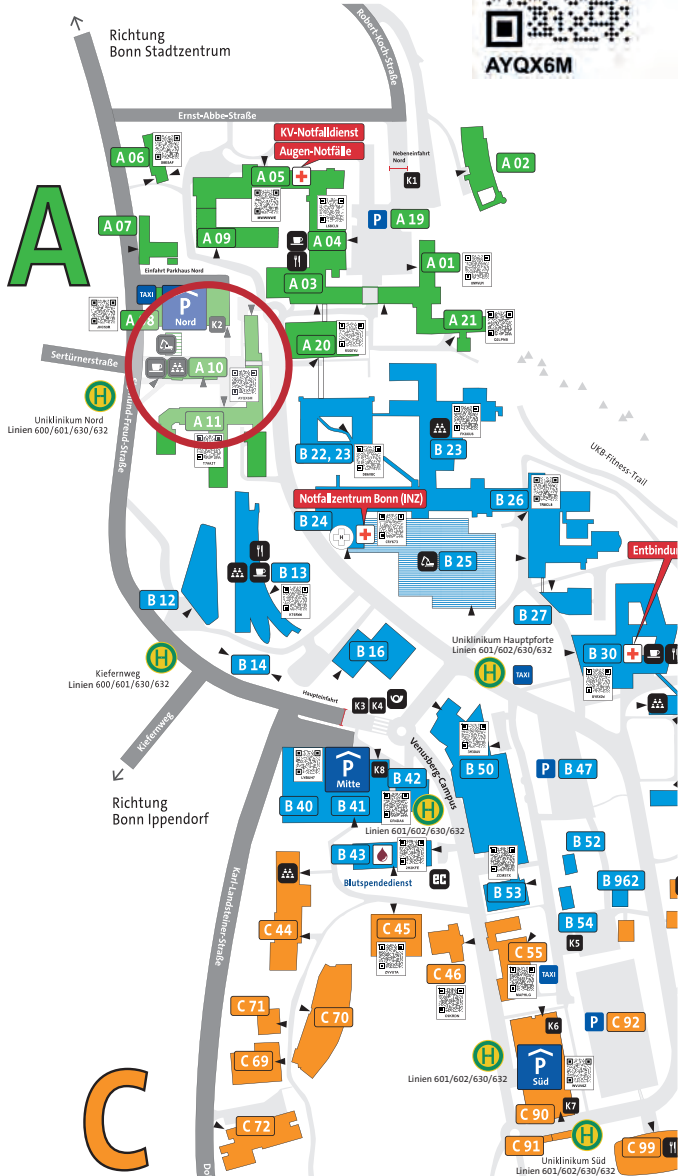 Richtung
Bonn Stadtzentrum
Robert-Koch-Straße
AYQX6M
Ernst-Abbe-Straße
KV-Notfalldienst
Augen-Notfälle
Nebeneinfahrt
Nord
K1
A 06
A 05
A 02
A
A 07
A 09
A 04
P
A 19
A 01
A 03
Einfahrt Parkhaus Nord
TAXI
P
Nord
K2
A 20
A 21
Sertürnerstraße
A 10
H
Uniklinikum Nord
Linien 600/601/630/632
A 11
B 22, 23
B 23
UKB-Fitness-Trail
Notfallzentrum Bonn (INZ)
B 24
H
B 26
B 25
B 12
B 13
B 27
B 30
H
Kiefernweg
Linien 600/601/630/632
B 14
B 16
Uniklinikum Hauptpforte
Linien 601/602/630/632
H
TAXI
Haupteinfahrt
K3
K4
Kiefernweg
Venusberg-Campus
Richtung
Bonn Ippendorf
P
Mitte
K8
B 42
B 40
B 41
H
Linien 601/602/630/632
B 50
P
B 47
B 43
Blutspendedienst
ec
B 52
B 53
B 962
B 54
K5
Karl-Landsteiner-Straße
C 44
C 45
C 46
C 55
TAXI
C 71
C 70
C 69
K6
P
C 92
H
Linien 601/602/630/632
P
Süd
C
C 72
C 90
K7
C 91
H
C 99
Uniklinikum Süd
Linien 601/602/630/632